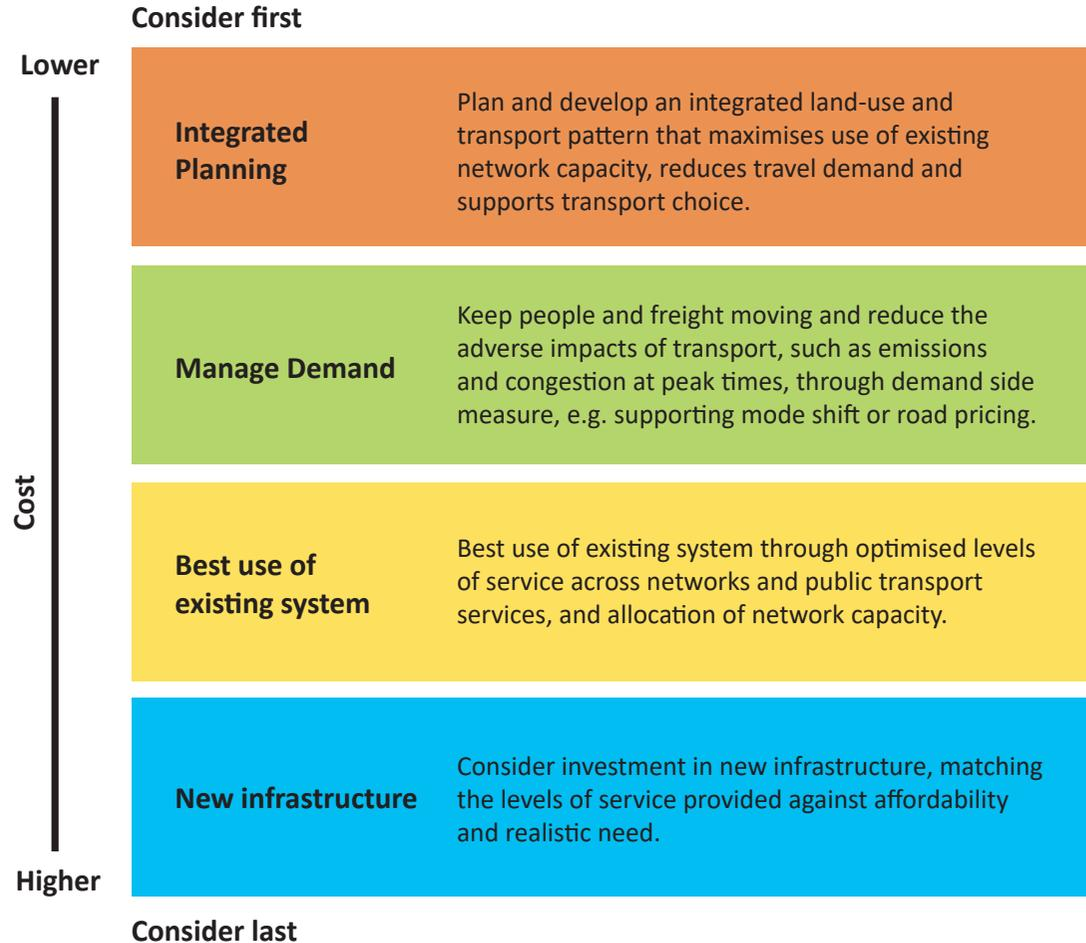 Consider first
Lower
Integrated
Planning
Plan and develop an integrated land-use and
transport pattern that maximises use of existing
network capacity, reduces travel demand and
supports transport choice.
Manage Demand
Keep people and freight moving and reduce the
adverse impacts of transport, such as emissions
and congestion at peak times, through demand side
measure, e.g. supporting mode shift or road pricing.
Cost
Best use of
existing system
Best use of existing system through optimised levels
of service across networks and public transport
services, and allocation of network capacity.
New infrastructure
Consider investment in new infrastructure, matching
the levels of service provided against affordability
and realistic need.
Higher
Consider last